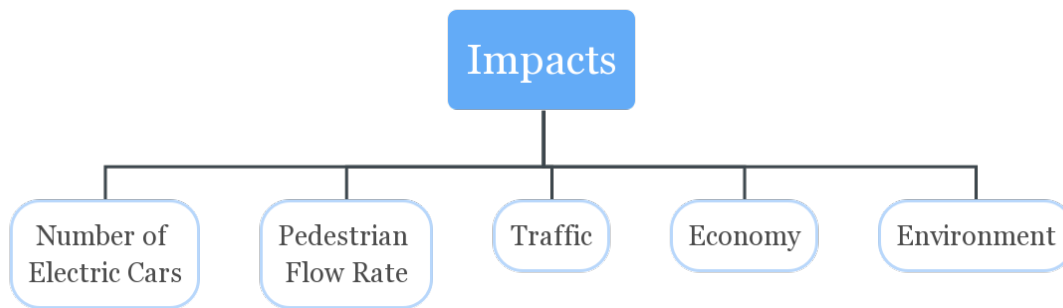 Impacts
Number of
Electric Cars
Pedestrian
Flow Rate
Traffic
Economy
Environment